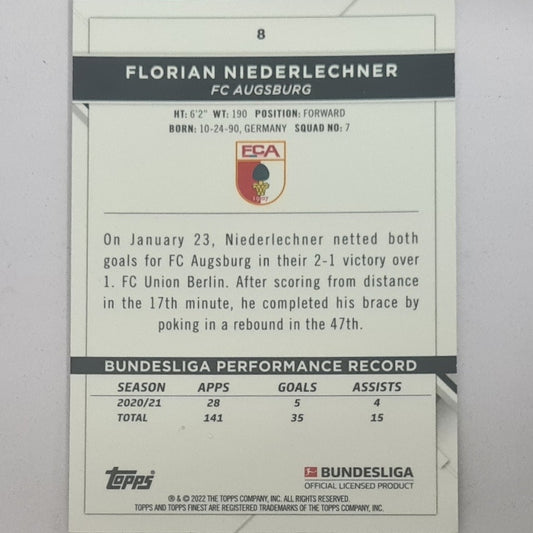 8
FLORIAN NIEDERLECHNER
FC AUGSBURG
HT: 6'2" WT: 190 POSITION: FORWARD
BORN: 10-24-90, GERMANY SQUAD NO: 7
FCA
1907
On January 23, Niederlechner netted both
goals for FC Augsburg in their 2-1 victory over
1. FC Union Berlin. After scoring from distance
in the 17th minute, he completed his brace by
poking in a rebound in the 47th.
BUNDESLIGA PERFORMANCE RECORD
SEASON APPS GOALS ASSISTS
2020/21 28 5 4
TOTAL 141 35 15
Topps
BUNDESLIGA
OFFICIAL LICENSED PRODUCT
® & © 2022 THE TOPPS COMPANY, INC. ALL RIGHTS RESERVED.
TOPPS AND TOPPS FINEST ARE REGISTERED TRADEMARKS OF THE TOPPS COMPANY, INC.